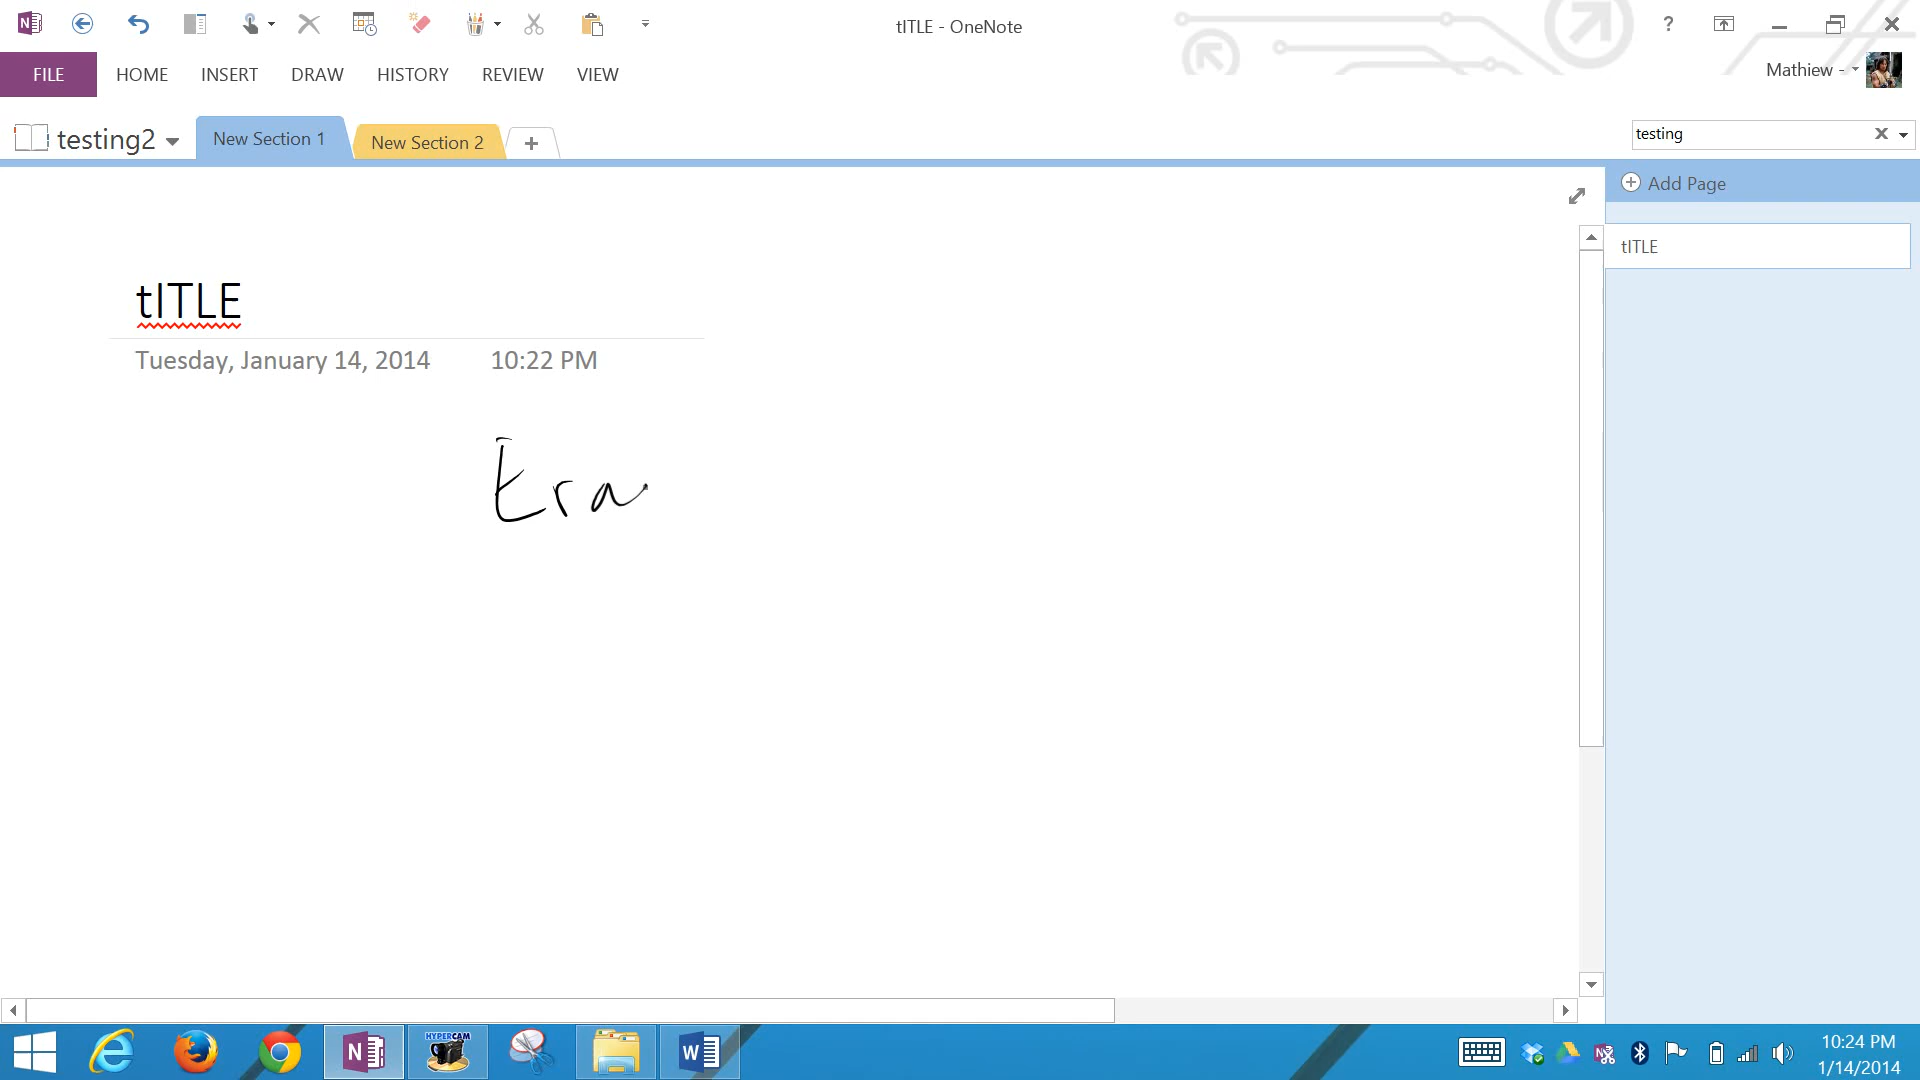 tITLE - OneNote
?
FILE
HOME
INSERT
DRAW
HISTORY
REVIEW
VIEW
Mathiew -
testing2
New Section 1
New Section 2
+
testing
Add Page
tITLE
tITLE
Tuesday, January 14, 2014
10:22 PM
Era
HYPERCAM
10:24 PM
1/14/2014